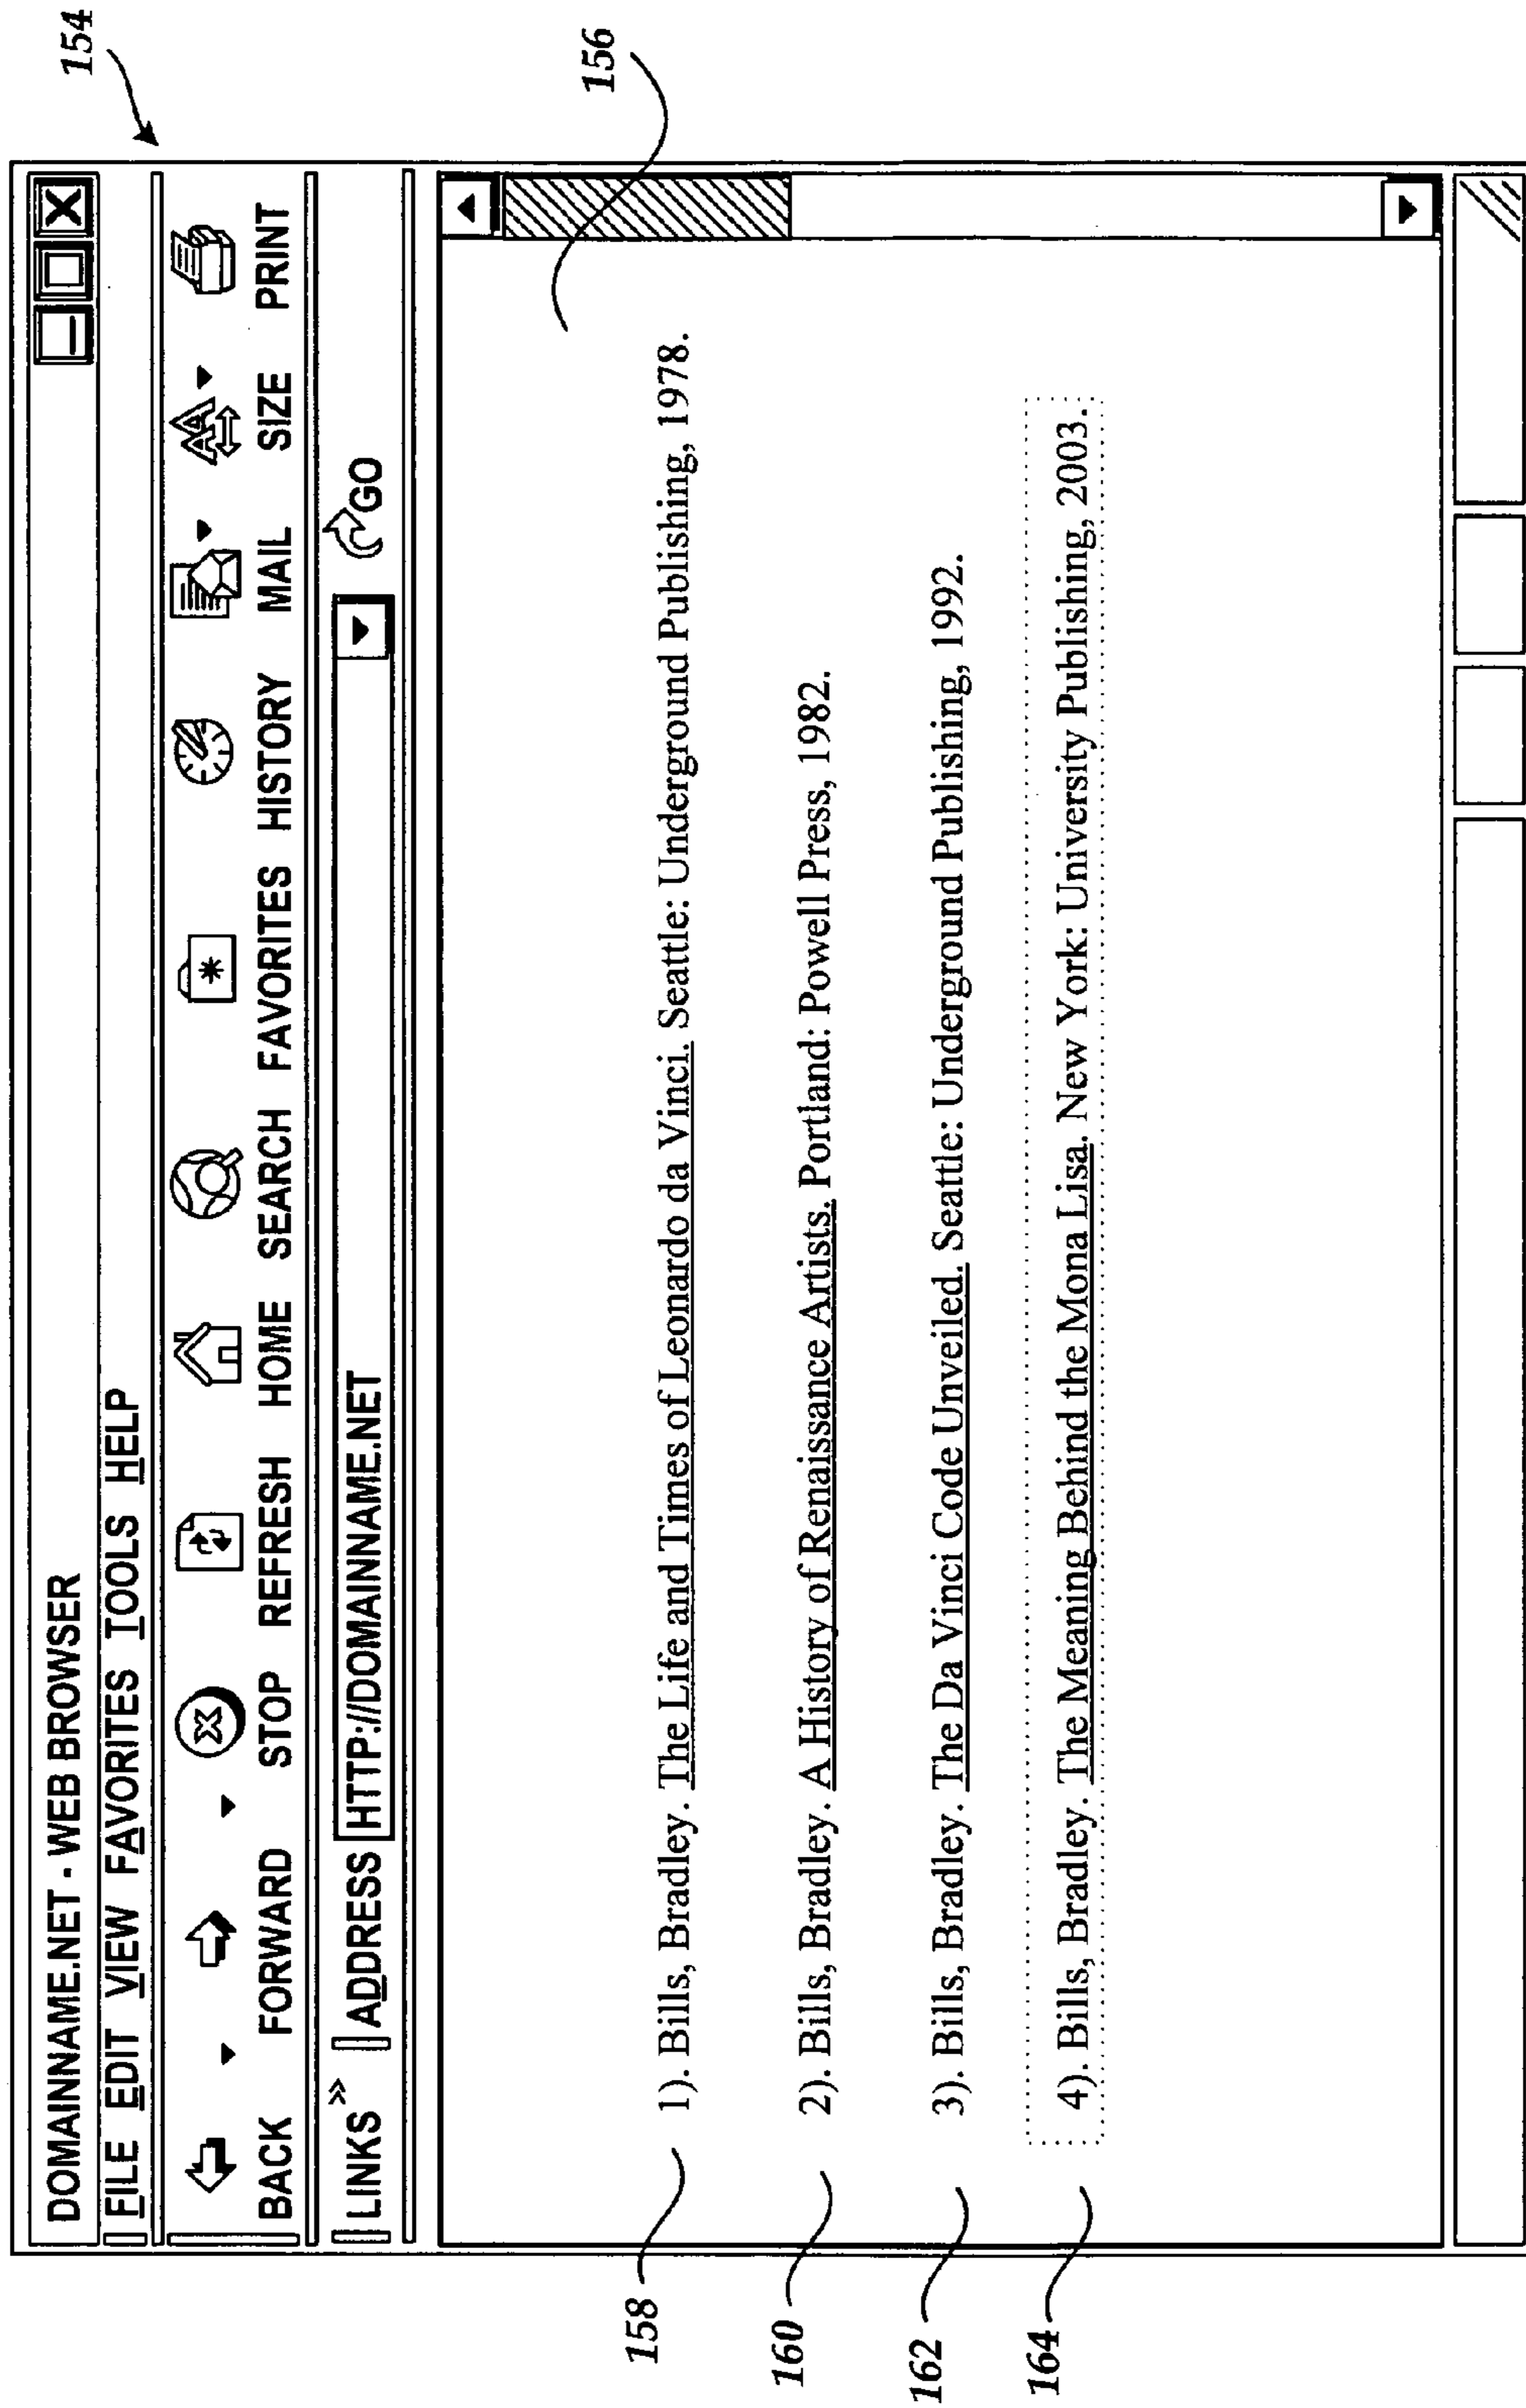 154
DOMAINNAME.NET - WEB BROWSER
FILE EDIT VIEW FAVORITES TOOLS HELP
BACK FORWARD STOP REFRESH HOME SEARCH FAVORITES HISTORY MAIL SIZE PRINT
LINKS » ADDRESS HTTP://DOMAINNAME.NET GO
156
158 1). Bills, Bradley. The Life and Times of Leonardo da Vinci. Seattle: Underground Publishing, 1978.
160 2). Bills, Bradley. A History of Renaissance Artists. Portland: Powell Press, 1982.
162 3). Bills, Bradley. The Da Vinci Code Unveiled. Seattle: Underground Publishing, 1992.
164 4). Bills, Bradley. The Meaning Behind the Mona Lisa. New York: University Publishing, 2003.